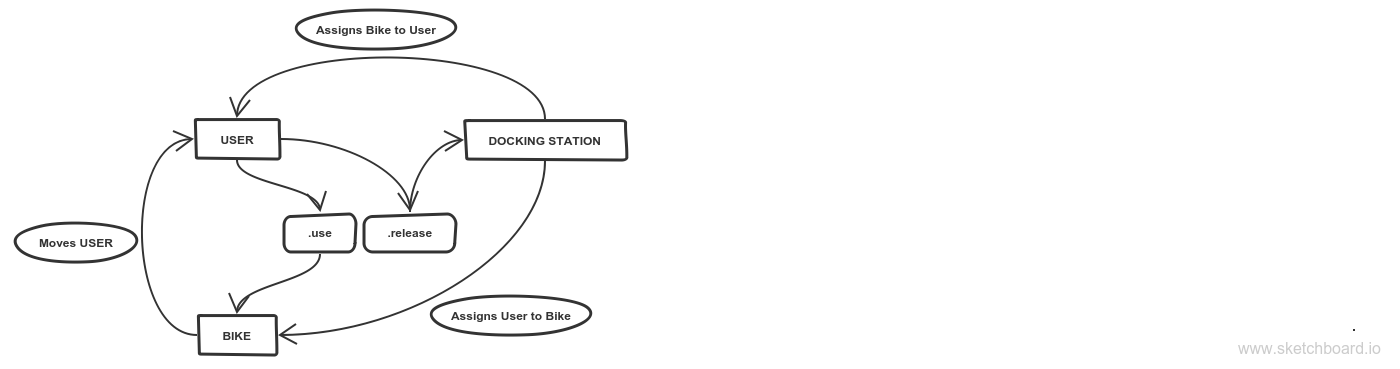 Assigns Bike to User
USER
DOCKING STATION
.use
.release
Moves USER
Assigns User to Bike
BIKE
www.sketchboard.io